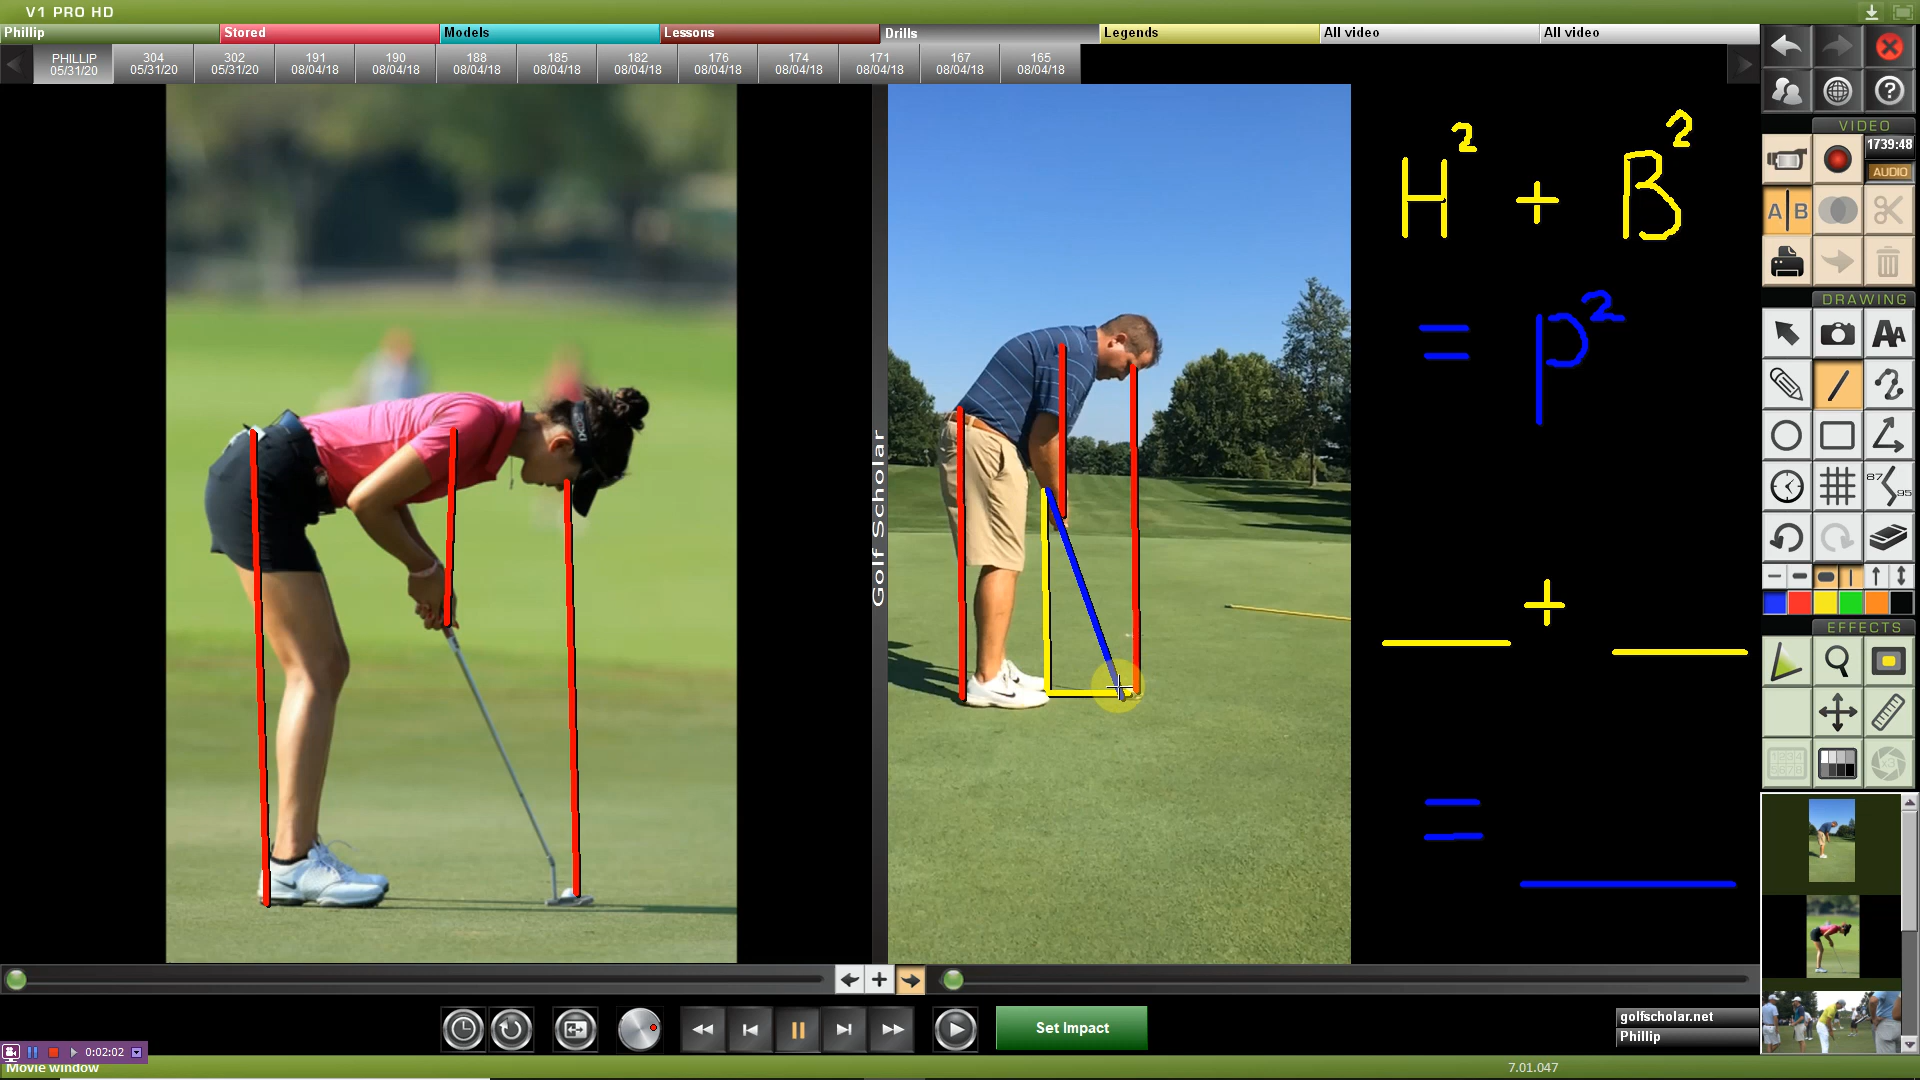 V1 PRO HD
Phillip Stored Models Lessons Drills Legends All video All video
PHILLIP 304 302 191 190 188 185 182 176 174 171 167 165
05/31/20 05/31/20 05/31/20 08/04/18 08/04/18 08/04/18 08/04/18 08/04/18 08/04/18 08/04/18 08/04/18 08/04/18 08/04/18
VIDEO
1739:48
AUDIO
A|B
H² + B²
= P²
+
=
Golf Scholar
DRAWING
AA
87
95
EFFECTS
Set Impact
golfscholar.net
Phillip
0:02:02
Movie window
7.01.047